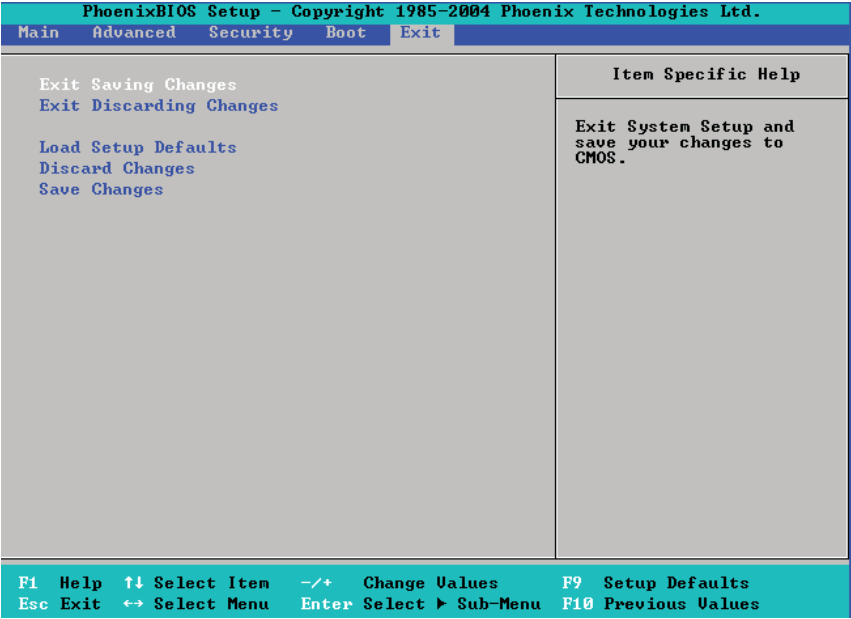 PhoenixBIOS Setup - Copyright 1985-2004 Phoenix Technologies Ltd.
Main Advanced Security Boot Exit
Exit Saving Changes
Exit Discarding Changes
Load Setup Defaults
Discard Changes
Save Changes
Item Specific Help
Exit System Setup and
save your changes to
CMOS.
F1 Help ↑↓ Select Item -/+ Change Values F9 Setup Defaults
Esc Exit ↔ Select Menu Enter Select ▶ Sub-Menu F10 Previous Values